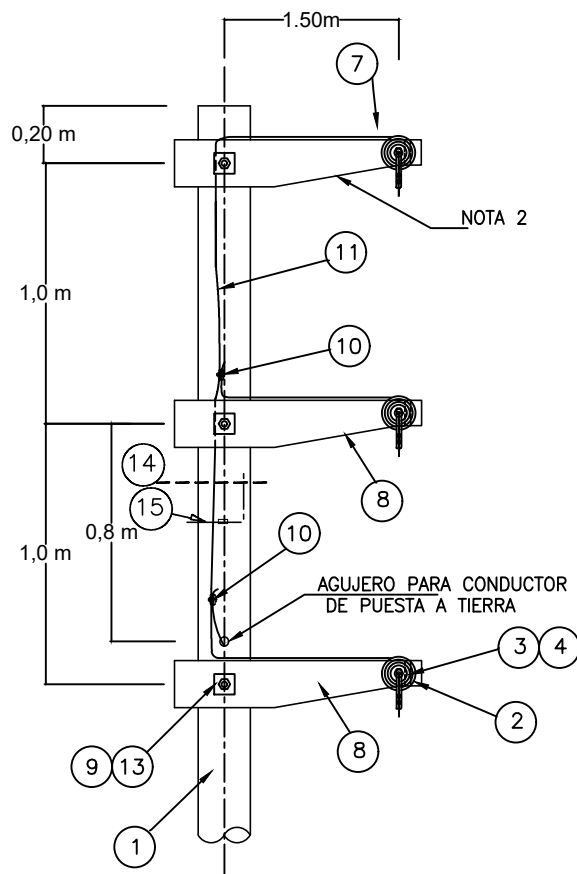 1.50m
7
0,20 m
NOTA 2
11
1,0 m
10
14
8
15
0,8 m
10
1,0 m
AGUJERO PARA CONDUCTOR
DE PUESTA A TIERRA
3 4
2
8
9 13
1